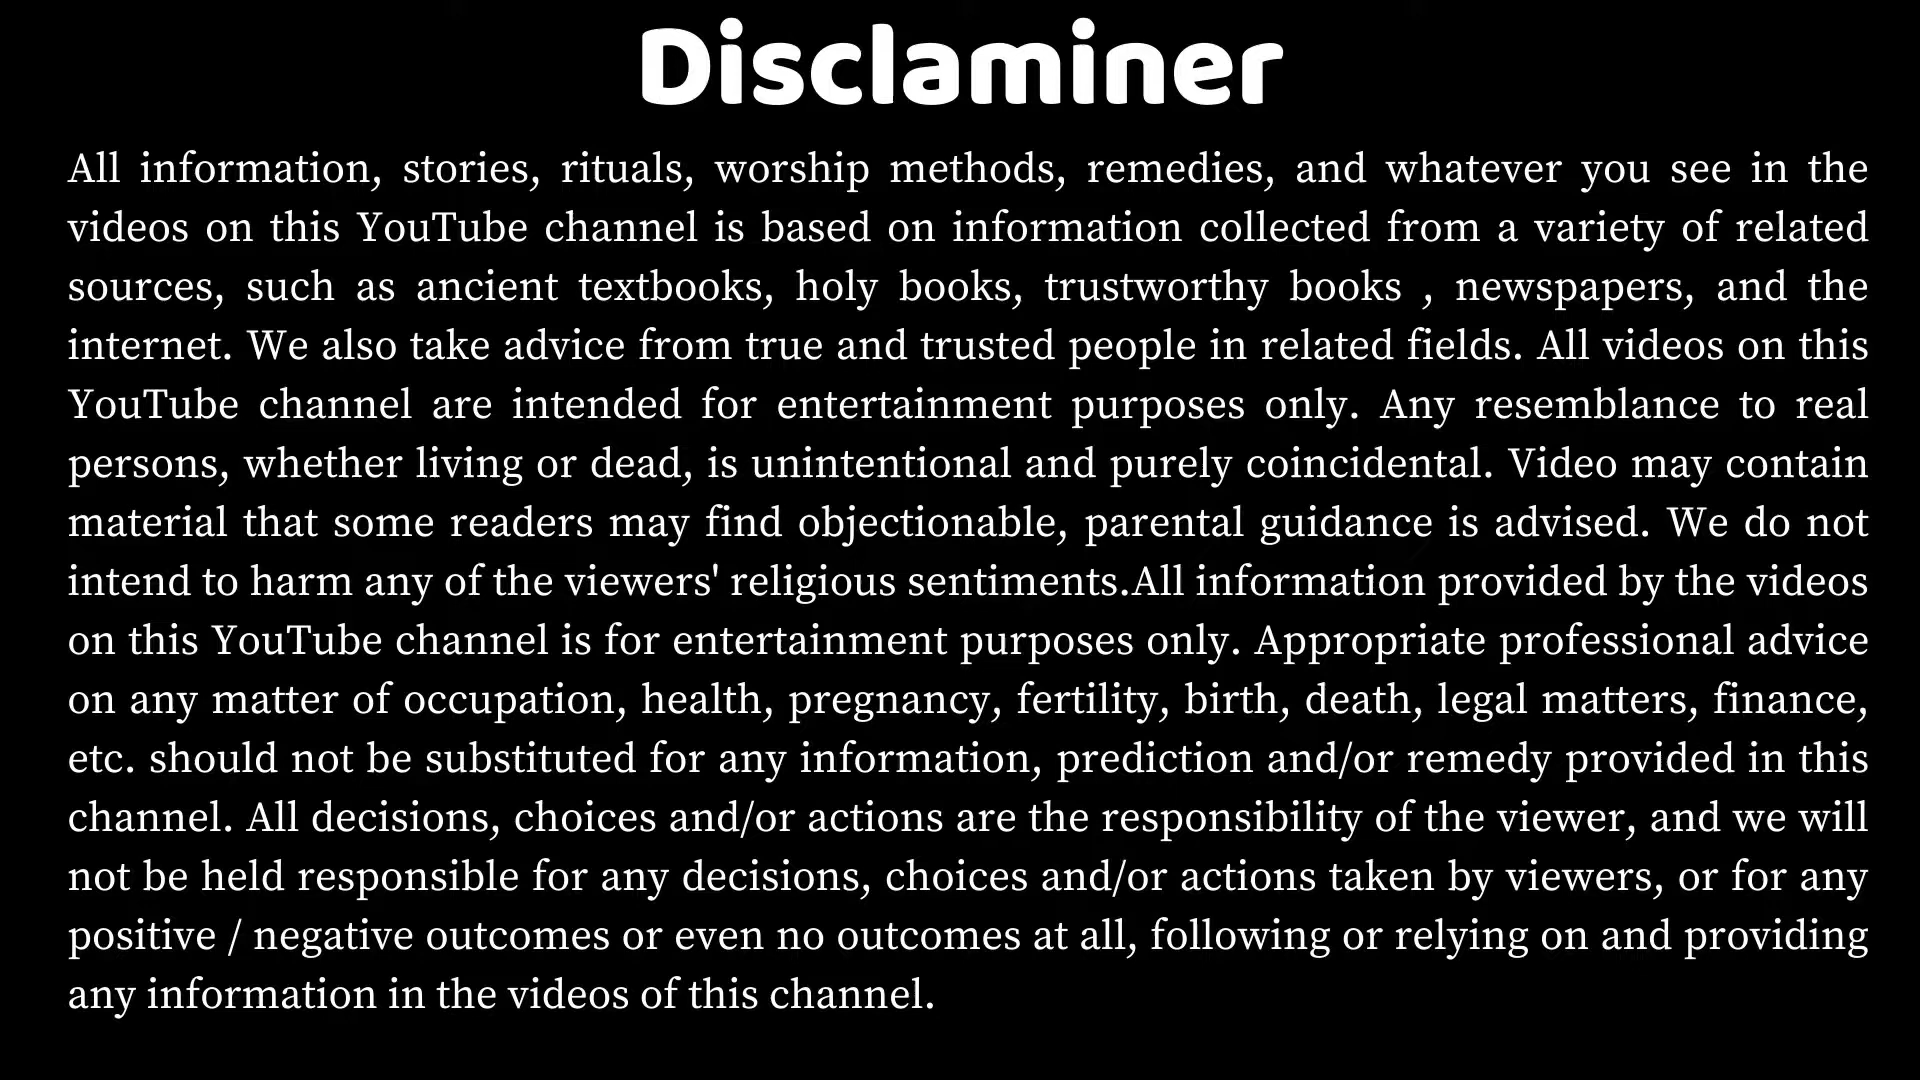 Disclaminer
All information, stories, rituals, worship methods, remedies, and whatever you see in the
videos on this YouTube channel is based on information collected from a variety of related
sources, such as ancient textbooks, holy books, trustworthy books , newspapers, and the
internet. We also take advice from true and trusted people in related fields. All videos on this
YouTube channel are intended for entertainment purposes only. Any resemblance to real
persons, whether living or dead, is unintentional and purely coincidental. Video may contain
material that some readers may find objectionable, parental guidance is advised. We do not
intend to harm any of the viewers' religious sentiments.All information provided by the videos
on this YouTube channel is for entertainment purposes only. Appropriate professional advice
on any matter of occupation, health, pregnancy, fertility, birth, death, legal matters, finance,
etc. should not be substituted for any information, prediction and/or remedy provided in this
channel. All decisions, choices and/or actions are the responsibility of the viewer, and we will
not be held responsible for any decisions, choices and/or actions taken by viewers, or for any
positive / negative outcomes or even no outcomes at all, following or relying on and providing
any information in the videos of this channel.